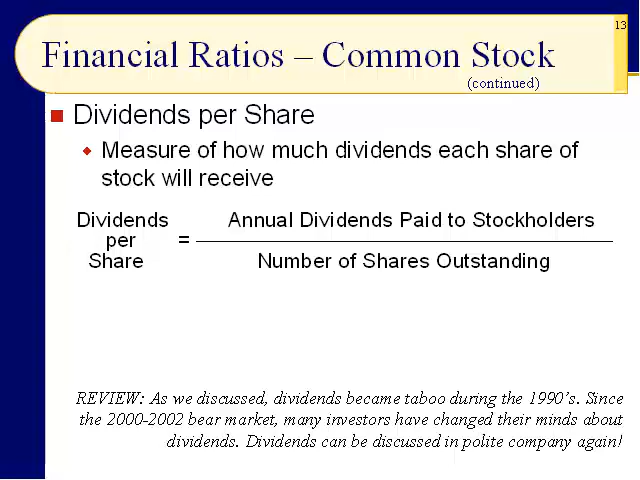 13
Financial Ratios – Common Stock
(continued)
Dividends per Share
Measure of how much dividends each share of
stock will receive
Dividends
per
Share
=
Annual Dividends Paid to Stockholders
Number of Shares Outstanding
REVIEW: As we discussed, dividends became taboo during the 1990's. Since
the 2000-2002 bear market, many investors have changed their minds about
dividends. Dividends can be discussed in polite company again!